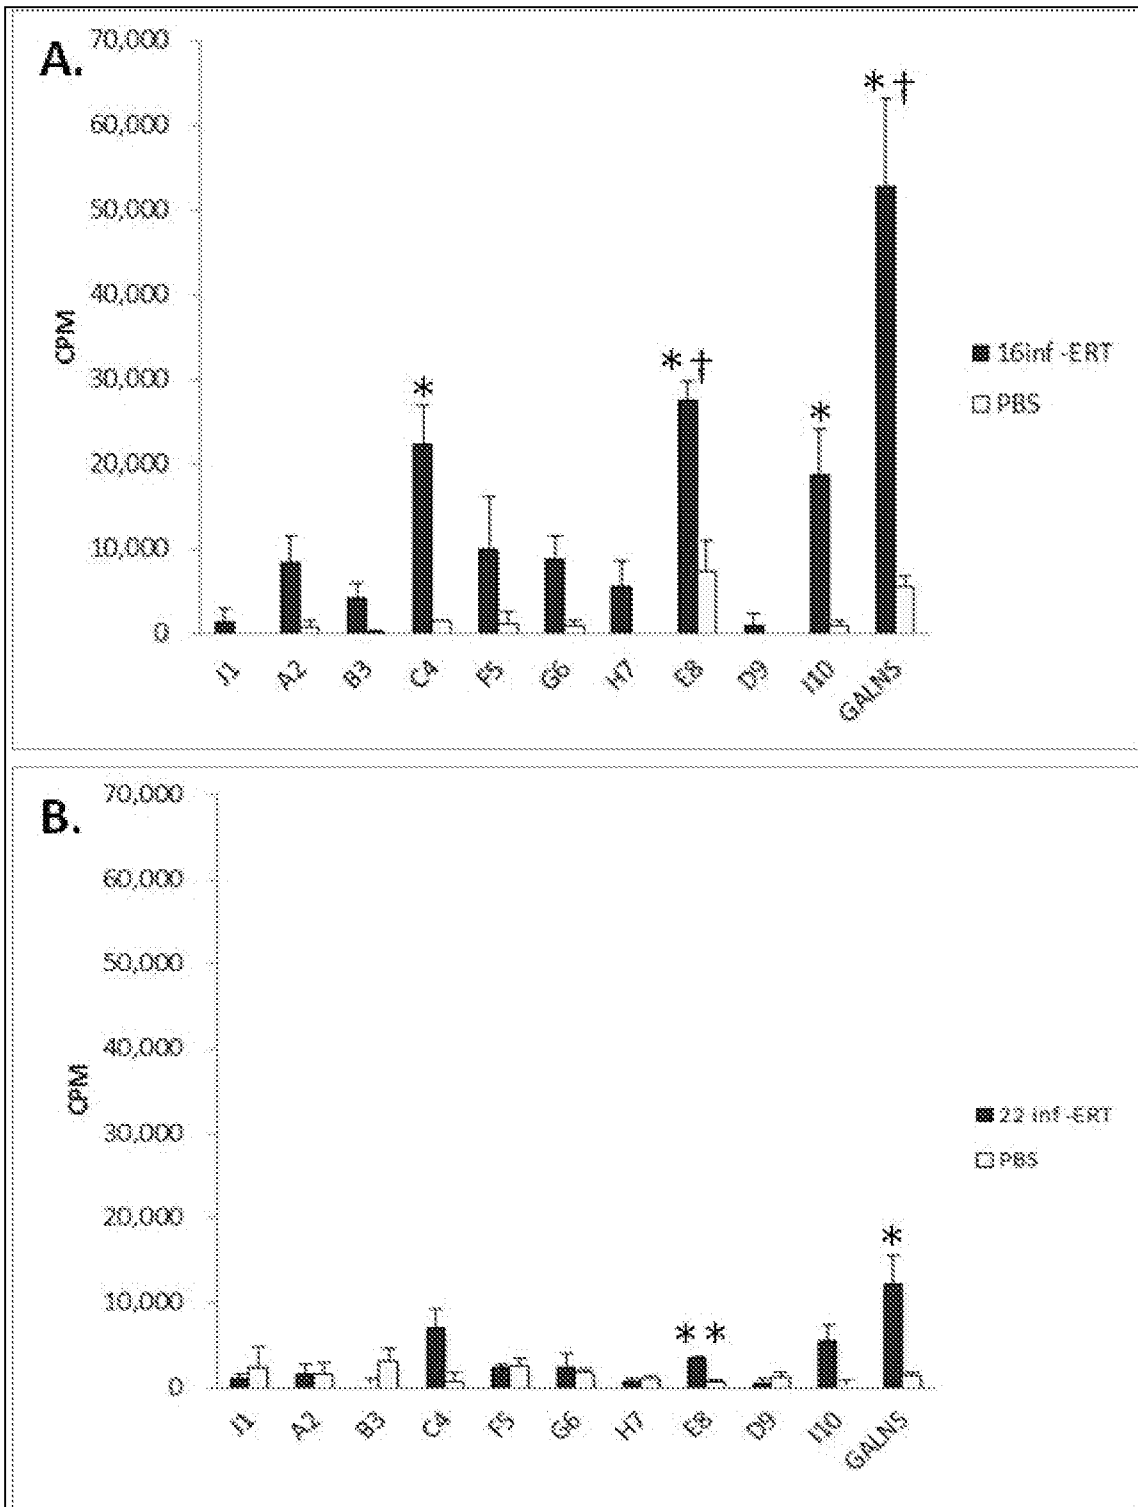 A.
70,000
60,000
50,000
40,000
30,000
20,000
10,000
0
CPM
* * † * * †
16inf -ERT
PBS
J1 A2 B3 C4 F5 G6 H7 E8 D9 I10 GALNS
B.
70,000
60,000
50,000
40,000
30,000
20,000
10,000
0
CPM
* * *
22 inf -ERT
PBS
J1 A2 B3 C4 F5 G6 H7 E8 D9 I10 GALNS